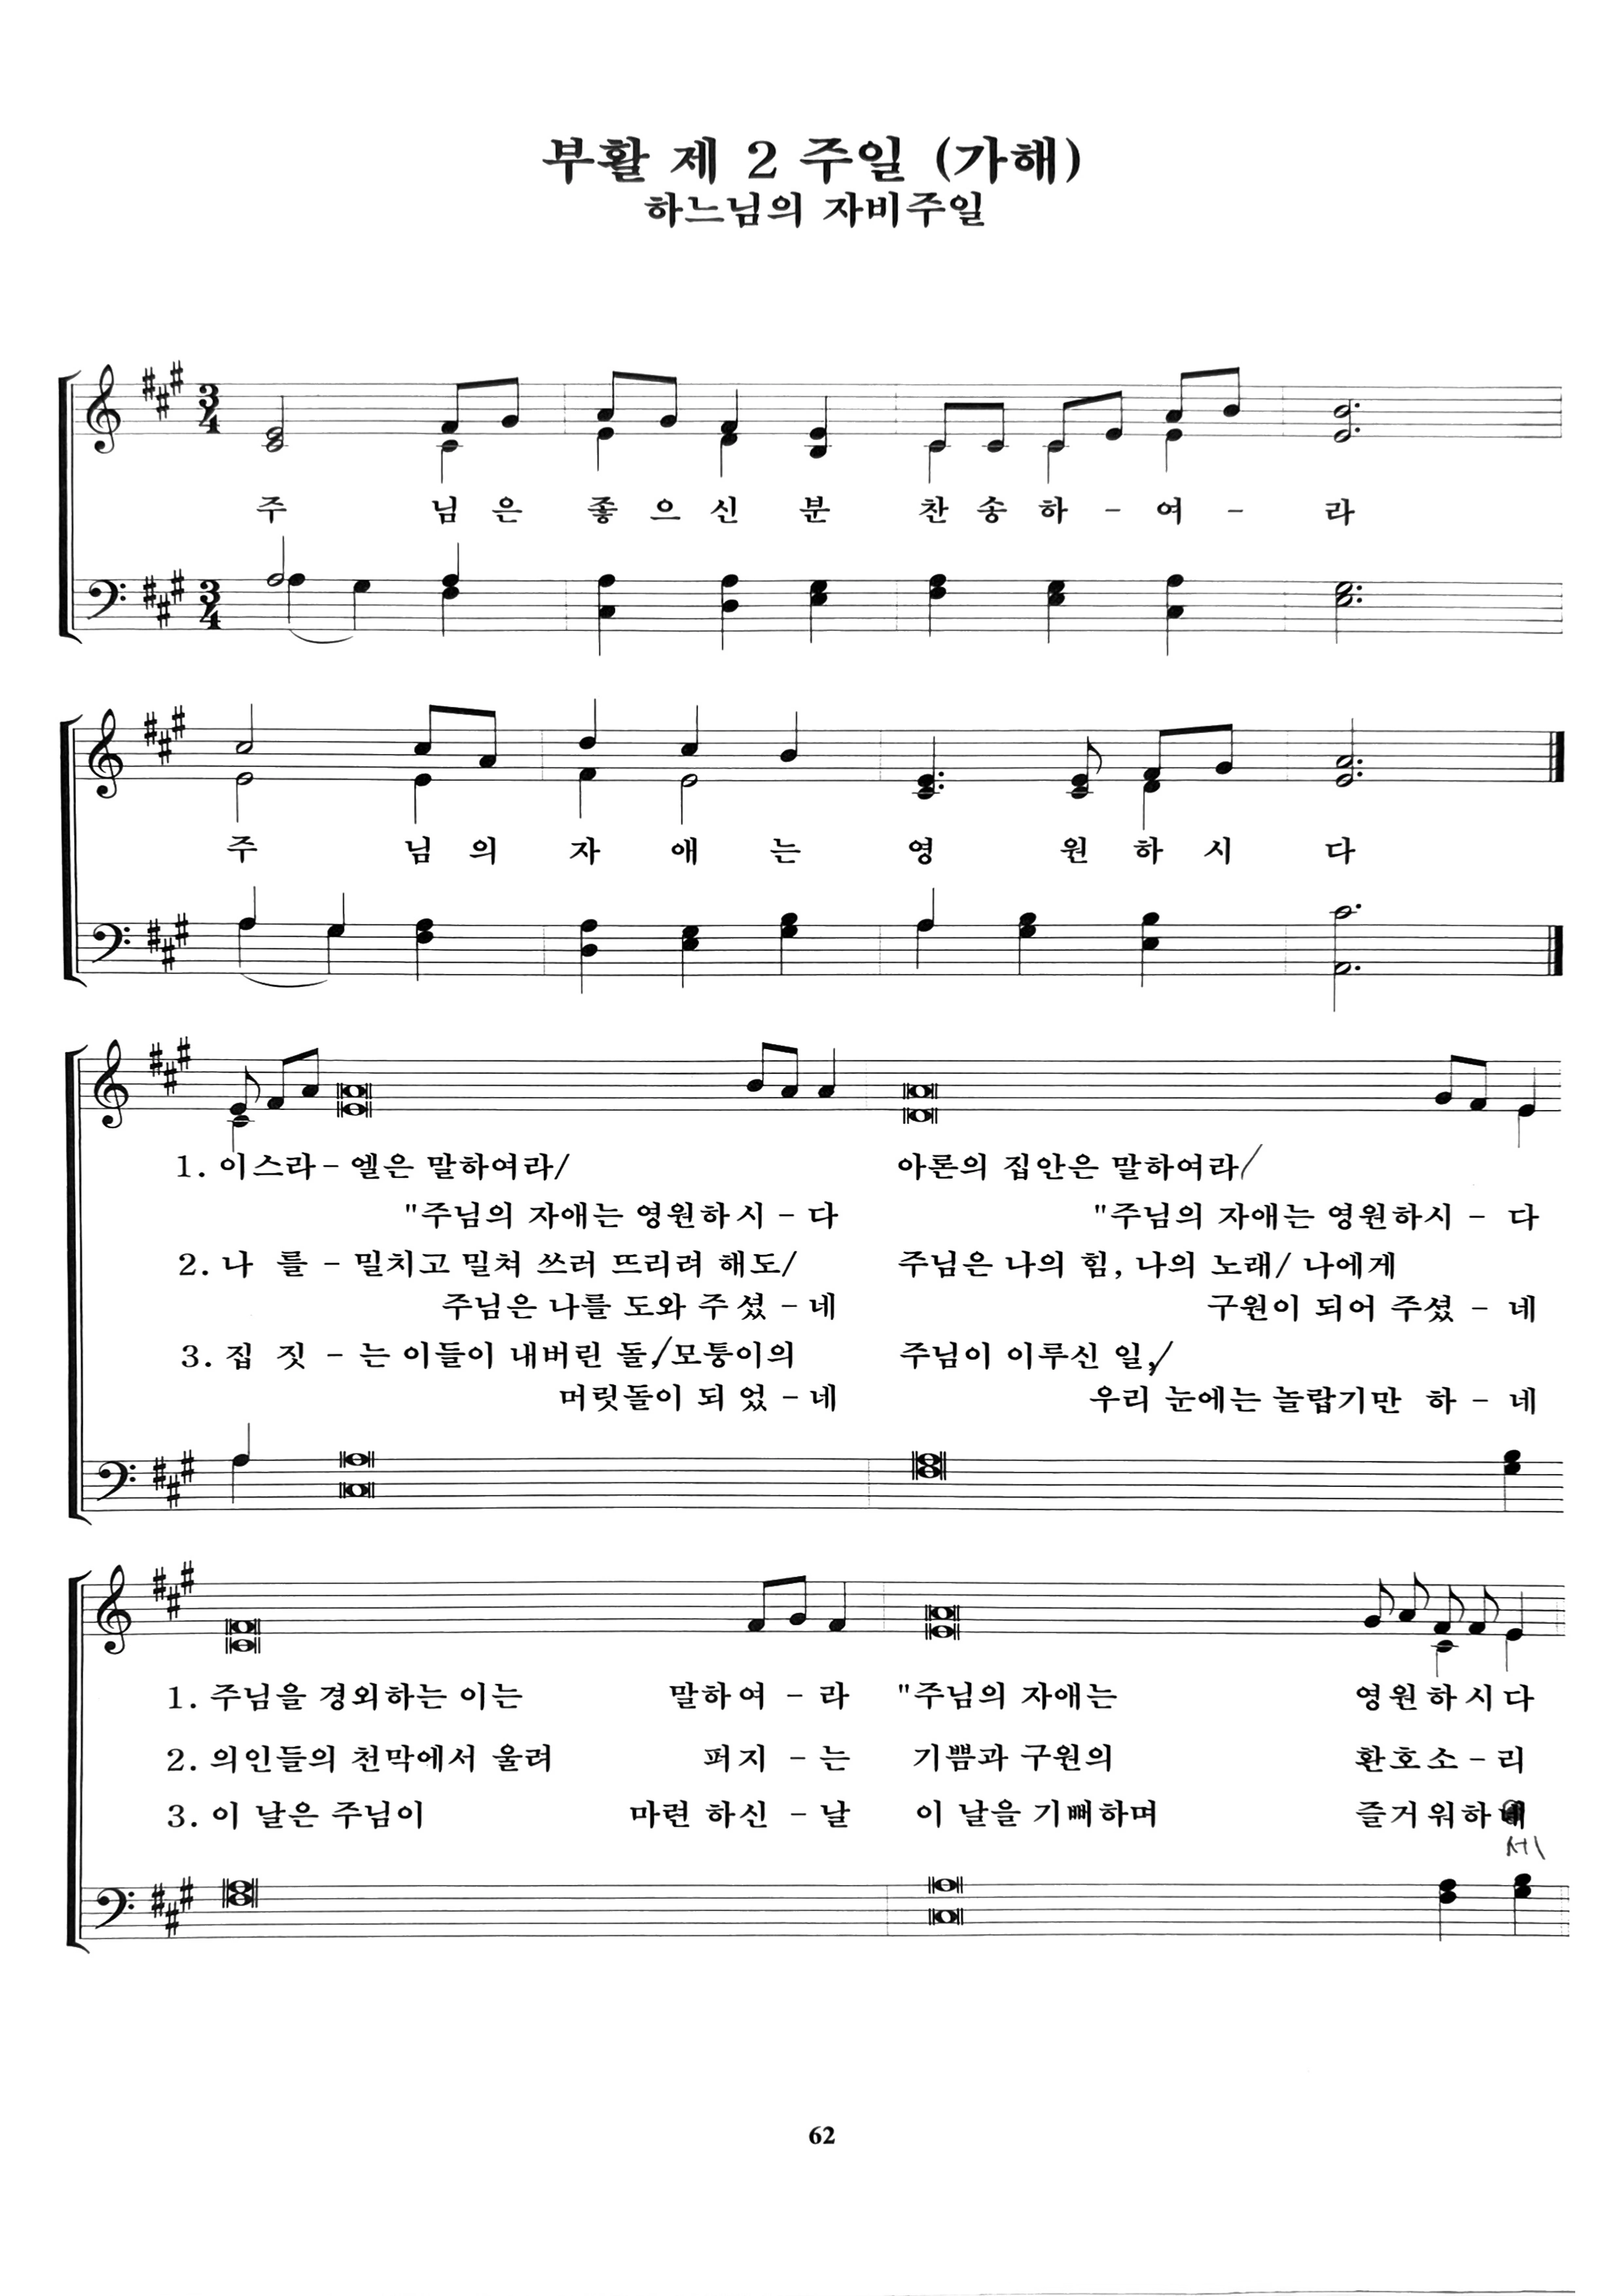 부활 제 2 주일 (가해)
하느님의 자비주일
3
4
주 님 은 좋 으 신 분 찬 송 하 - 여 - 라
3
4
주 님 의 자 애 는 영 원 하 시 다
1. 이스라 - 엘은 말하여라/ 아론의 집안은 말하여라/
"주님의 자애는 영원하시 - 다 "주님의 자애는 영원하시 - 다
2. 나 를 - 밀치고 밀쳐 쓰러 뜨리려 해도/ 주님은 나의 힘, 나의 노래/ 나에게
주님은 나를 도와 주셨 - 네 구원이 되어 주셨 - 네
3. 집 짓 - 는 이들이 내버린 돌,/모퉁이의 주님이 이루신 일,/
머릿돌이 되었 - 네 우리 눈에는 놀랍기만 하 - 네
1. 주님을 경외하는 이는 말하여 - 라 "주님의 자애는 영원하시다
2. 의인들의 천막에서 울려 퍼지 - 는 기쁨과 구원의 환호소 - 리
3. 이 날은 주님이 마련 하신 - 날 이 날을 기뻐하며 즐거워하
세
62